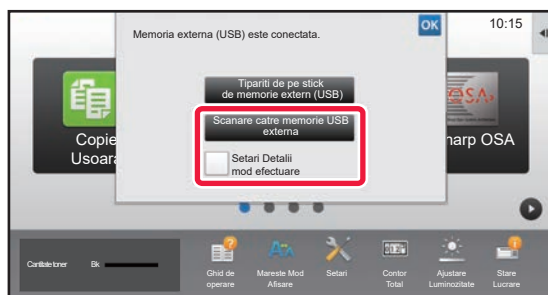 Memoria externa (USB) este conectata.
OK
10:15
Tipariti de pe stick
de memorie extern (USB)
Scanare catre memorie USB
externa
Setari Detalii
mod efectuare
Copie
Usoara
OSA
harp OSA
Cantitate toner
Bk
Ghid de
operare
Mareste Mod
Afisare
Setari
Contor
Total
Ajustare
Luminozitate
Stare
Lucrare